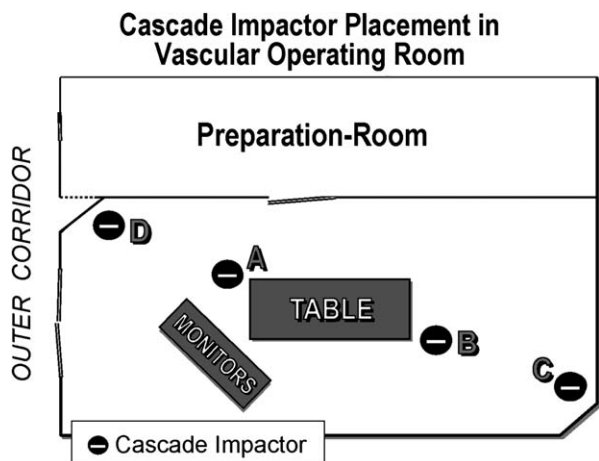 Cascade Impactor Placement in
Vascular Operating Room
Preparation-Room
OUTER CORRIDOR
D
A
TABLE
MONITORS
B
C
Cascade Impactor